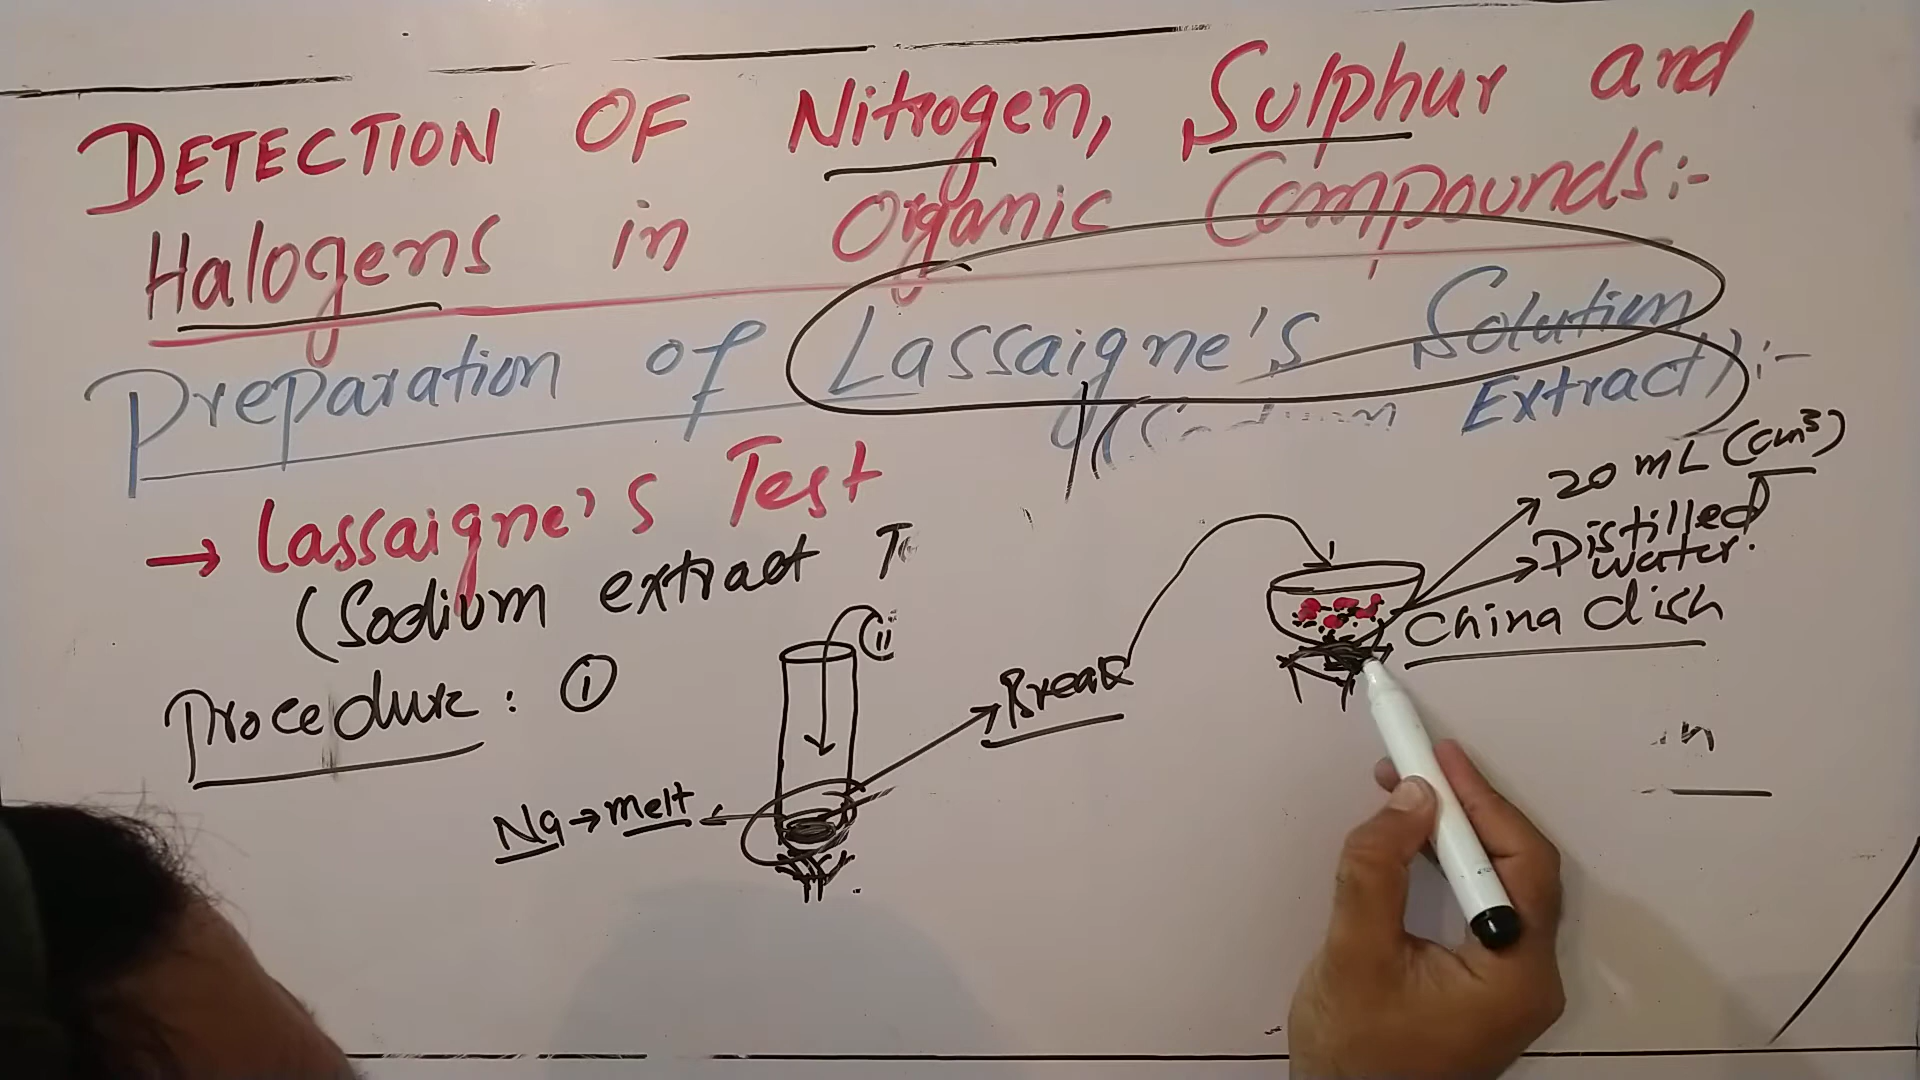 DETECTION OF Nitrogen, Sulphur and
Halogens in Organic Compounds:-
Preparation of Lassaigne's Solution
Extract):-
→ Lassaigne's Test
(Sodium extract
Procedure: ①
(ii
Na → melt
Break
20 mL (cm³)
Distilled
water.
China dish